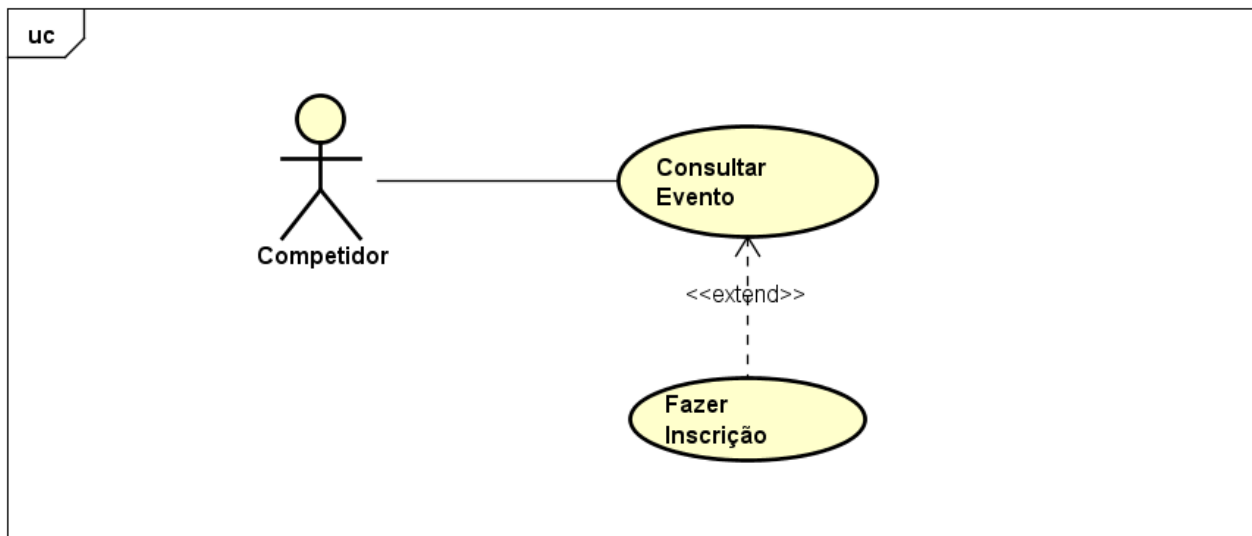 uc
Consultar
Evento
Competidor
<<extend>>
Fazer
Inscrição